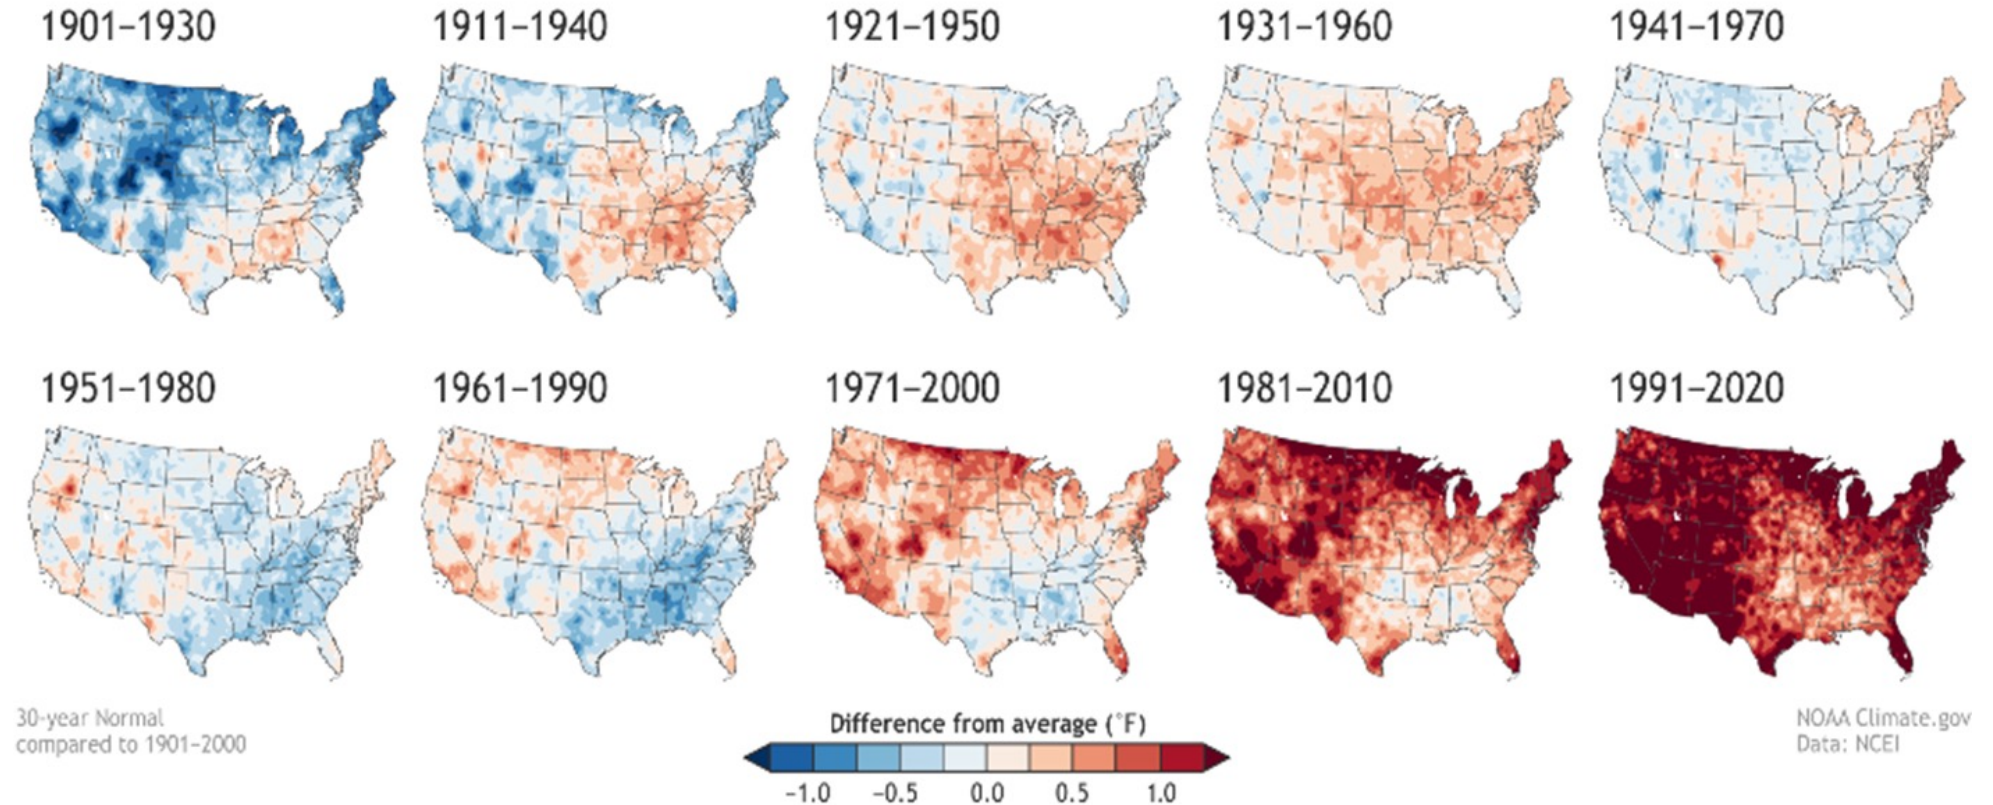 1901–1930
1911–1940
1921–1950
1931–1960
1941–1970
1951–1980
1961–1990
1971–2000
1981–2010
1991–2020
30-year Normal
compared to 1901–2000
Difference from average (°F)
−1.0 −0.5 0.0 0.5 1.0
NOAA Climate.gov
Data: NCEI